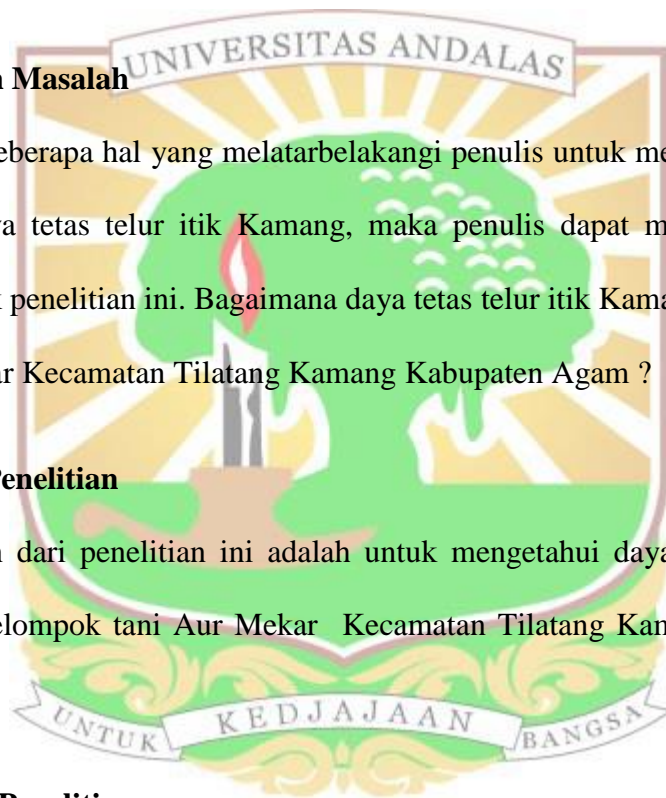 UNIVERSITAS ANDALAS
Masalah
eberapa hal yang melatarbelakangi penulis untuk me
tetas telur itik Kamang, maka penulis dapat m
penelitian ini. Bagaimana daya tetas telur itik Kama
ar Kecamatan Tilatang Kamang Kabupaten Agam ?
Penelitian
dari penelitian ini adalah untuk mengetahui daya
elompok tani Aur Mekar Kecamatan Tilatang Kam
UNTUK KEDJAJAAN BANGSA